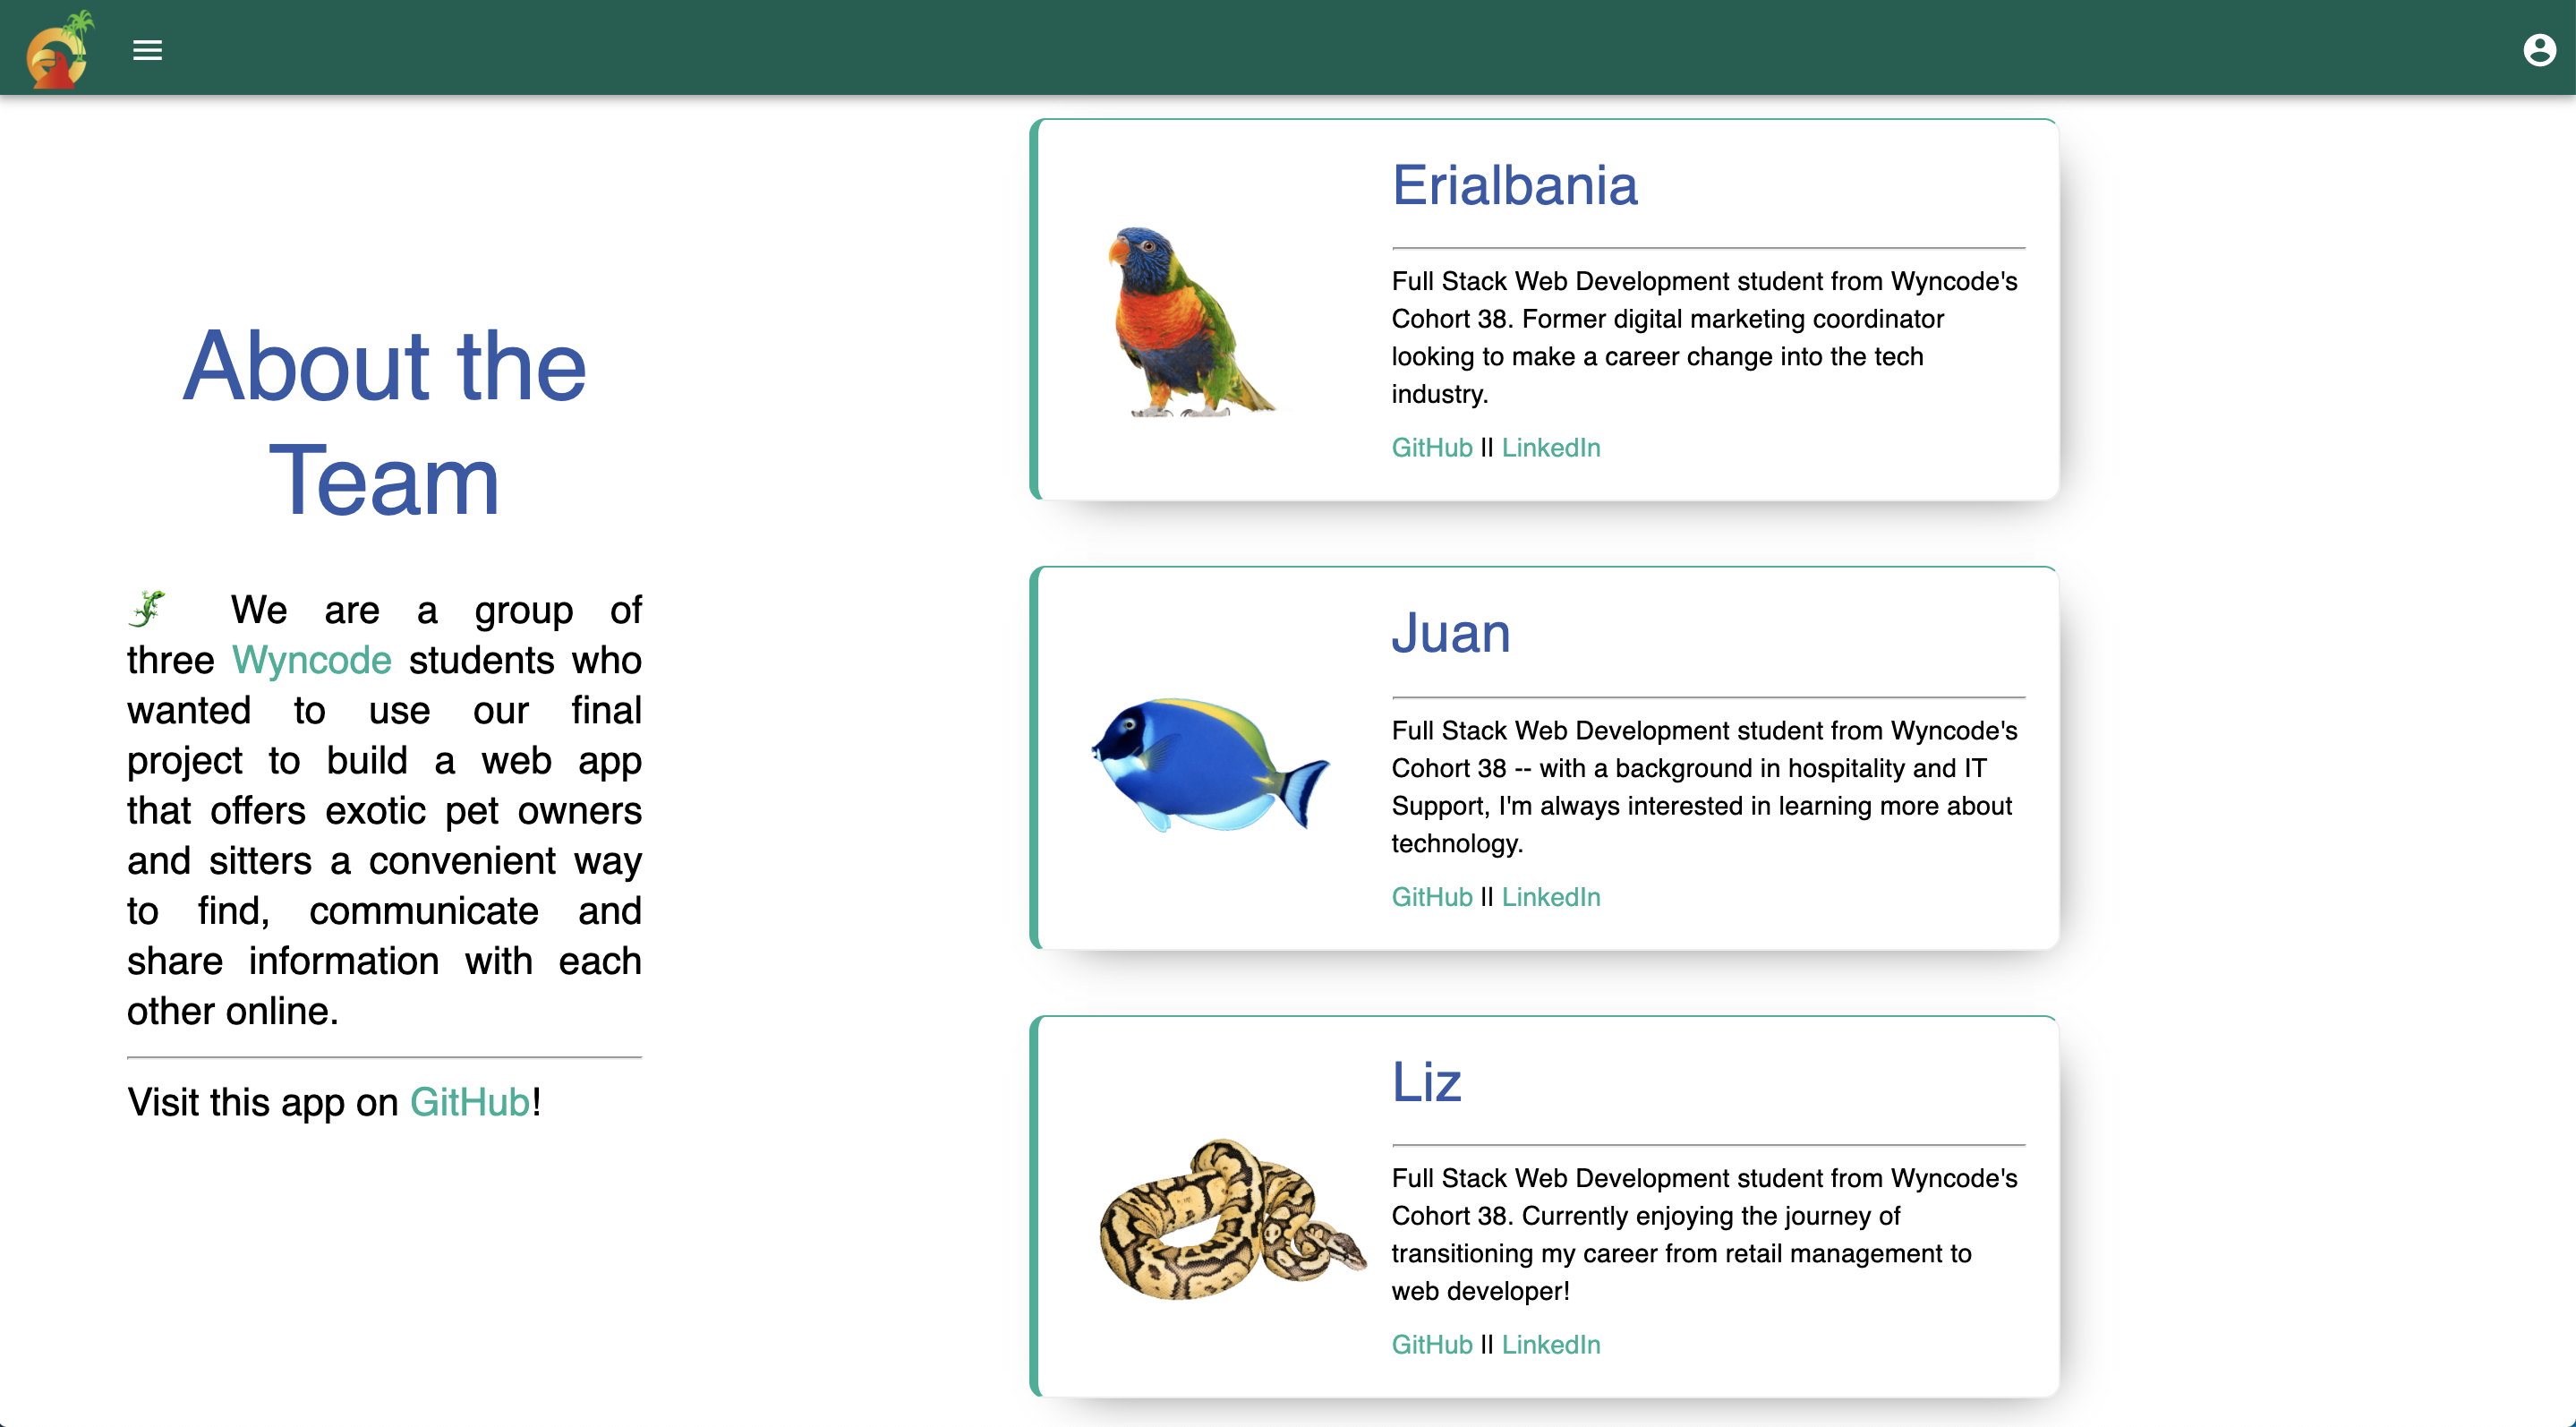 About the
Team
We are a group of
three Wyncode students who
wanted to use our final
project to build a web app
that offers exotic pet owners
and sitters a convenient way
to find, communicate and
share information with each
other online.
Visit this app on GitHub!
Erialbania
Full Stack Web Development student from Wyncode's
Cohort 38. Former digital marketing coordinator
looking to make a career change into the tech
industry.
GitHub || LinkedIn
Juan
Full Stack Web Development student from Wyncode's
Cohort 38 -- with a background in hospitality and IT
Support, I'm always interested in learning more about
technology.
GitHub || LinkedIn
Liz
Full Stack Web Development student from Wyncode's
Cohort 38. Currently enjoying the journey of
transitioning my career from retail management to
web developer!
GitHub || LinkedIn